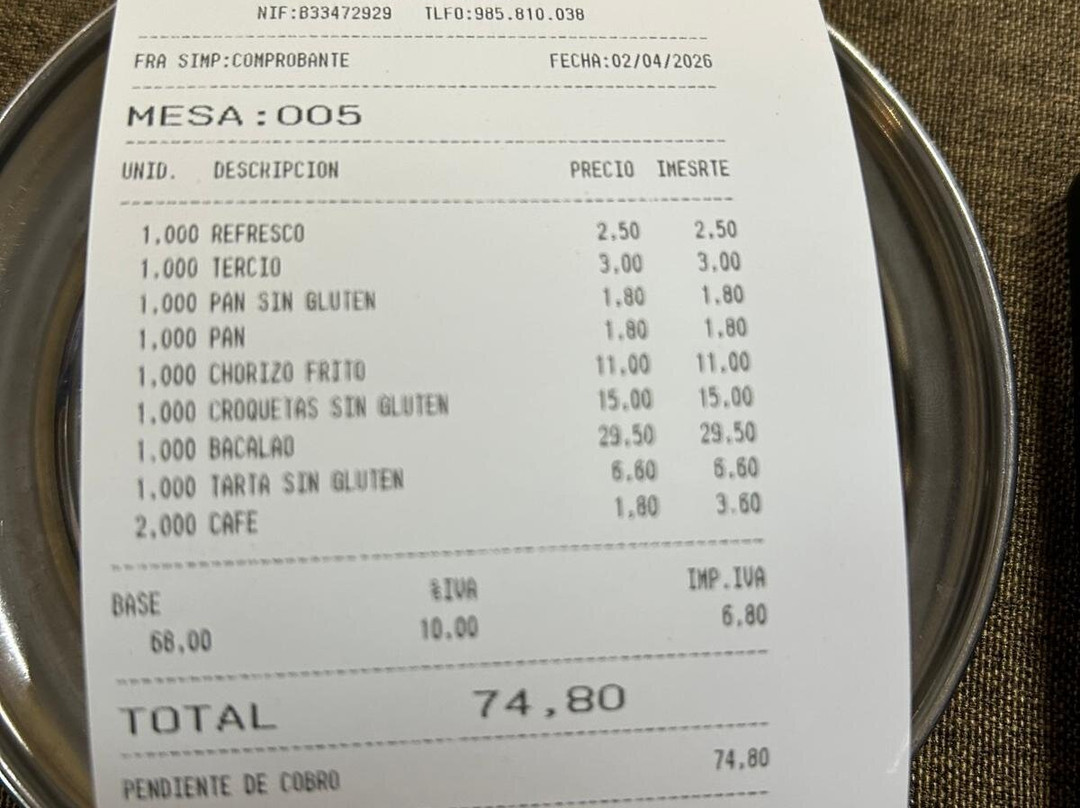 NIF:B33472929 TLFO:985.810.038
FRA SIMP:COMPROBANTE FECHA:02/04/2026
MESA:005
UNID. DESCRIPCION PRECIO IMESRTE
1,000 REFRESCO 2,50 2,50
1,000 TERCIO 3,00 3,00
1,000 PAN SIN GLUTEN 1,80 1,80
1,000 PAN 1,80 1,80
1,000 CHORIZO FRITO 11,00 11,00
1,000 CROQUETAS SIN GLUTEN 15,00 15,00
1,000 BACALAO 29,50 29,50
1,000 TARTA SIN GLUTEN 6,60 6,60
2,000 CAFE 1,80 3,60
BASE %IVA IMP.IVA
68,00 10,00 6,80
TOTAL 74,80
PENDIENTE DE COBRO 74,80